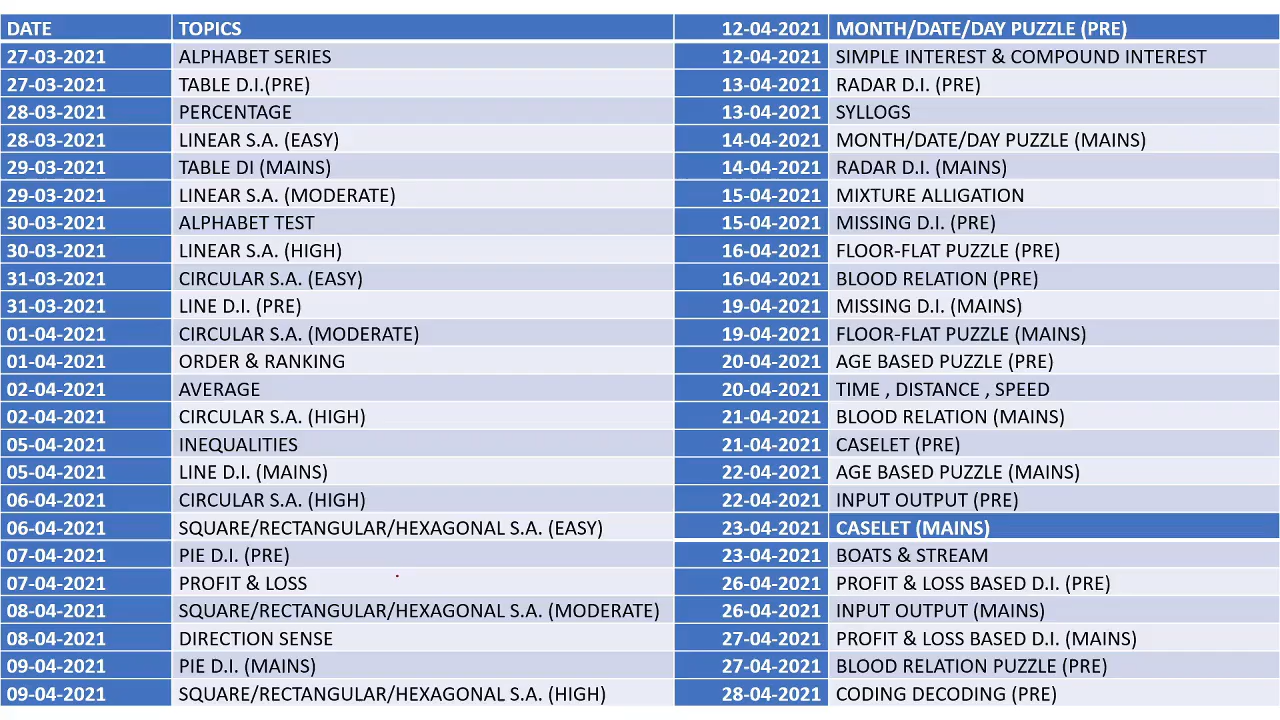 DATE TOPICS
27-03-2021 ALPHABET SERIES
27-03-2021 TABLE D.I.(PRE)
28-03-2021 PERCENTAGE
28-03-2021 LINEAR S.A. (EASY)
29-03-2021 TABLE DI (MAINS)
29-03-2021 LINEAR S.A. (MODERATE)
30-03-2021 ALPHABET TEST
30-03-2021 LINEAR S.A. (HIGH)
31-03-2021 CIRCULAR S.A. (EASY)
31-03-2021 LINE D.I. (PRE)
01-04-2021 CIRCULAR S.A. (MODERATE)
01-04-2021 ORDER & RANKING
02-04-2021 AVERAGE
02-04-2021 CIRCULAR S.A. (HIGH)
05-04-2021 INEQUALITIES
05-04-2021 LINE D.I. (MAINS)
06-04-2021 CIRCULAR S.A. (HIGH)
06-04-2021 SQUARE/RECTANGULAR/HEXAGONAL S.A. (EASY)
07-04-2021 PIE D.I. (PRE)
07-04-2021 PROFIT & LOSS
08-04-2021 SQUARE/RECTANGULAR/HEXAGONAL S.A. (MODERATE)
08-04-2021 DIRECTION SENSE
09-04-2021 PIE D.I. (MAINS)
09-04-2021 SQUARE/RECTANGULAR/HEXAGONAL S.A. (HIGH)
12-04-2021 MONTH/DATE/DAY PUZZLE (PRE)
12-04-2021 SIMPLE INTEREST & COMPOUND INTEREST
13-04-2021 RADAR D.I. (PRE)
13-04-2021 SYLLOGS
14-04-2021 MONTH/DATE/DAY PUZZLE (MAINS)
14-04-2021 RADAR D.I. (MAINS)
15-04-2021 MIXTURE ALLIGATION
15-04-2021 MISSING D.I. (PRE)
16-04-2021 FLOOR-FLAT PUZZLE (PRE)
16-04-2021 BLOOD RELATION (PRE)
19-04-2021 MISSING D.I. (MAINS)
19-04-2021 FLOOR-FLAT PUZZLE (MAINS)
20-04-2021 AGE BASED PUZZLE (PRE)
20-04-2021 TIME , DISTANCE , SPEED
21-04-2021 BLOOD RELATION (MAINS)
21-04-2021 CASELET (PRE)
22-04-2021 AGE BASED PUZZLE (MAINS)
22-04-2021 INPUT OUTPUT (PRE)
23-04-2021 CASELET (MAINS)
23-04-2021 BOATS & STREAM
26-04-2021 PROFIT & LOSS BASED D.I. (PRE)
26-04-2021 INPUT OUTPUT (MAINS)
27-04-2021 PROFIT & LOSS BASED D.I. (MAINS)
27-04-2021 BLOOD RELATION PUZZLE (PRE)
28-04-2021 CODING DECODING (PRE)